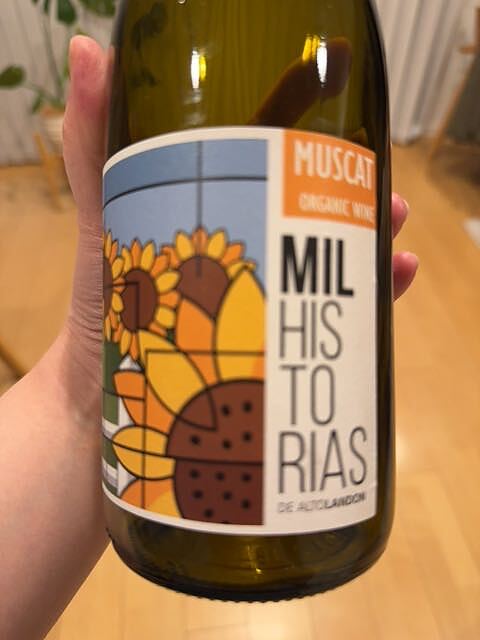 MUSCAT
ORGANIC WINE
MIL
HIS
TO
RIAS
DE ALTOLANDON